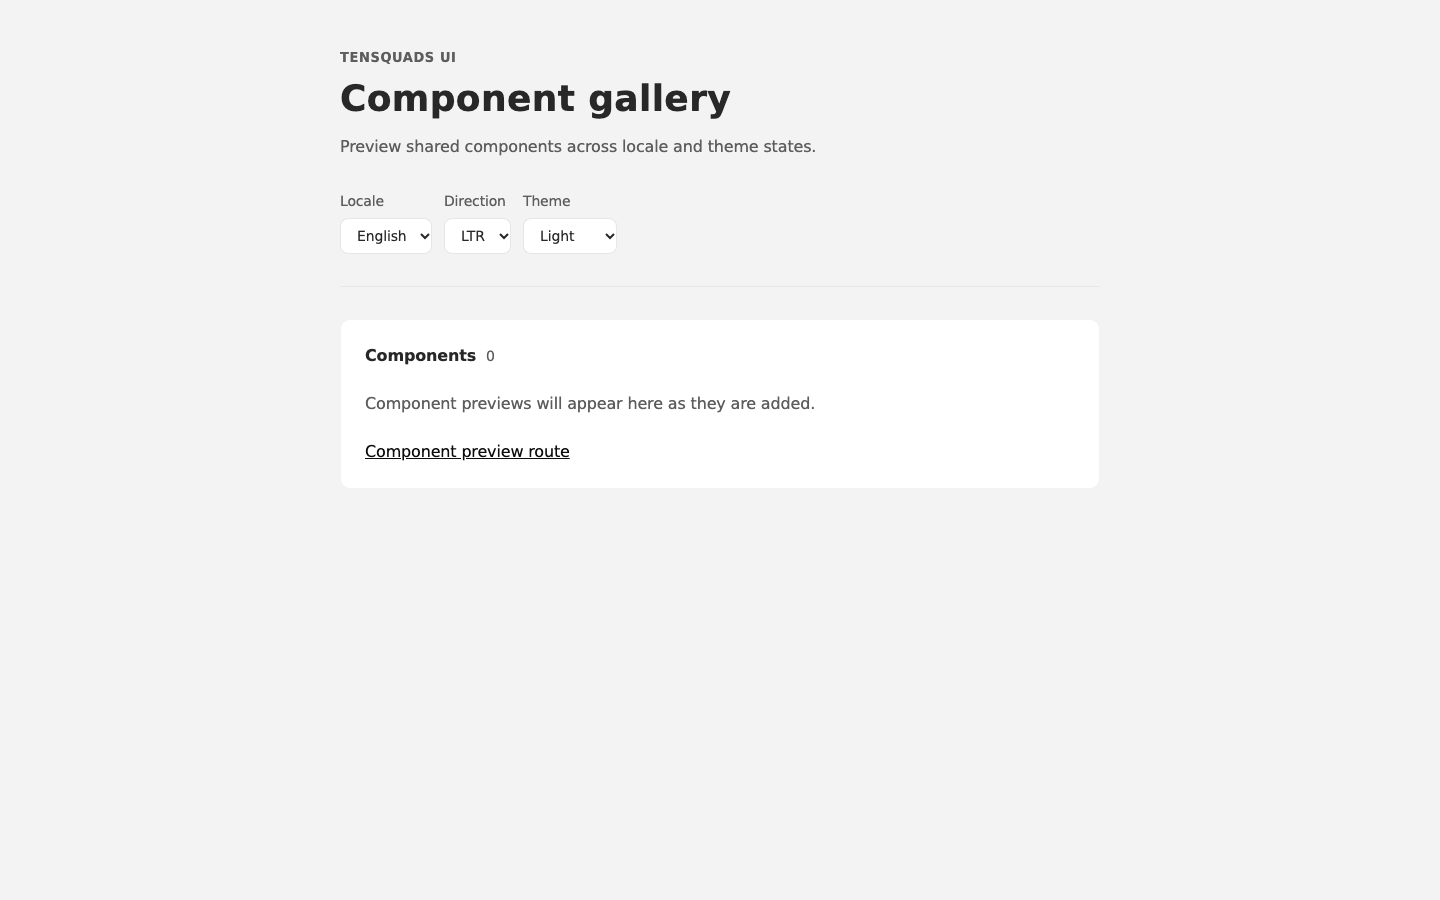 TENSQUADS UI
Component gallery
Preview shared components across locale and theme states.
Locale Direction Theme
English LTR Light
Components 0
Component previews will appear here as they are added.
Component preview route